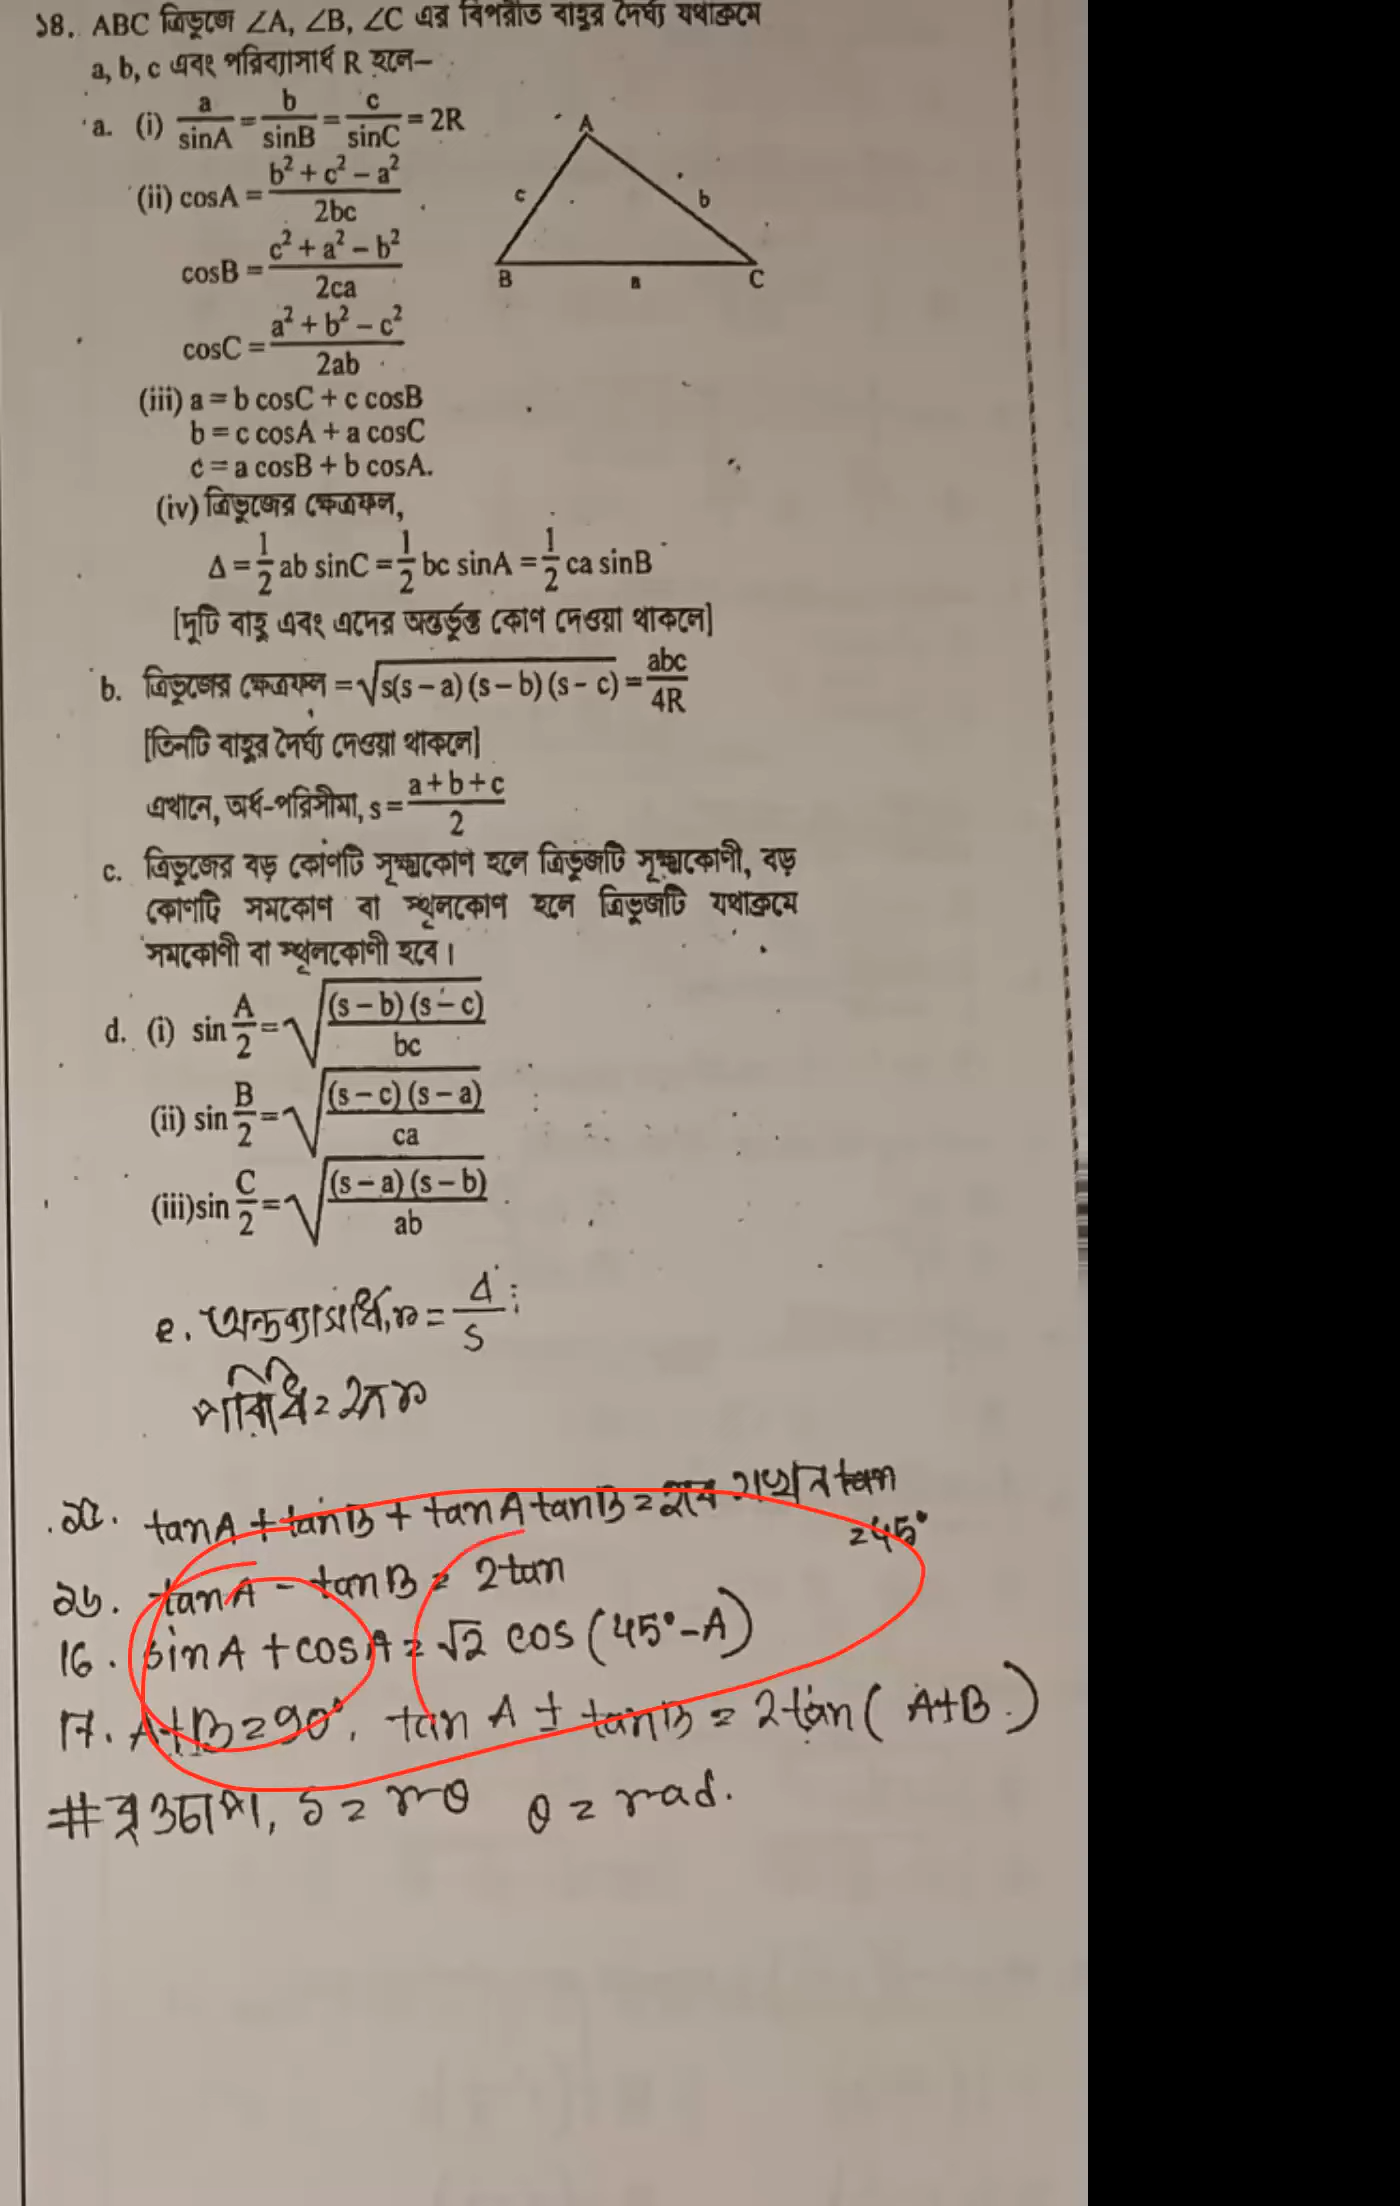 ১৪. ABC ত্রিভুজে ∠A, ∠B, ∠C এর বিপরীত বাহুর দৈর্ঘ্য যথাক্রমে
a, b, c এবং পরিব্যাসার্ধ R হলে–
a. (i) a/sinA = b/sinB = c/sinC = 2R
A
c
b
B
a
C
(ii) cosA = (b² + c² – a²)/2bc
cosB = (c² + a² – b²)/2ca
cosC = (a² + b² – c²)/2ab
(iii) a = b cosC + c cosB
b = c cosA + a cosC
c = a cosB + b cosA.
(iv) ত্রিভুজের ক্ষেত্রফল,
Δ = 1/2 ab sinC = 1/2 bc sinA = 1/2 ca sinB
[দুটি বাহু এবং এদের অন্তর্ভুক্ত কোণ দেওয়া থাকলে]
b. ত্রিভুজের ক্ষেত্রফল = √(s(s – a) (s – b) (s – c)) = abc/4R
[তিনটি বাহুর দৈর্ঘ্য দেওয়া থাকলে]
এখানে, অর্ধ-পরিসীমা, s = (a + b + c)/2
c. ত্রিভুজের বড় কোণটি সূক্ষ্মকোণ হলে ত্রিভুজটি সূক্ষ্মকোণী, বড়
কোণটি সমকোণ বা স্থূলকোণ হলে ত্রিভুজটি যথাক্রমে
সমকোণী বা স্থূলকোণী হবে।
d. (i) sin A/2 = √((s – b) (s – c)/bc)
(ii) sin B/2 = √((s – c) (s – a)/ca)
(iii) sin C/2 = √((s – a) (s – b)/ab)
e. অন্তব্যাসার্ধ, r = Δ/s
পরিধি = 2πr
tanA + tanB + tanA tanB = tan
=45°
tanA - tanB = 2tan
16. sinA + cosA = √2 cos (45°-A)
17. A+B=90°, tan A ± tanB = 2tan( A+B )
# বৃত্তচাপ, S = rθ θ = rad.